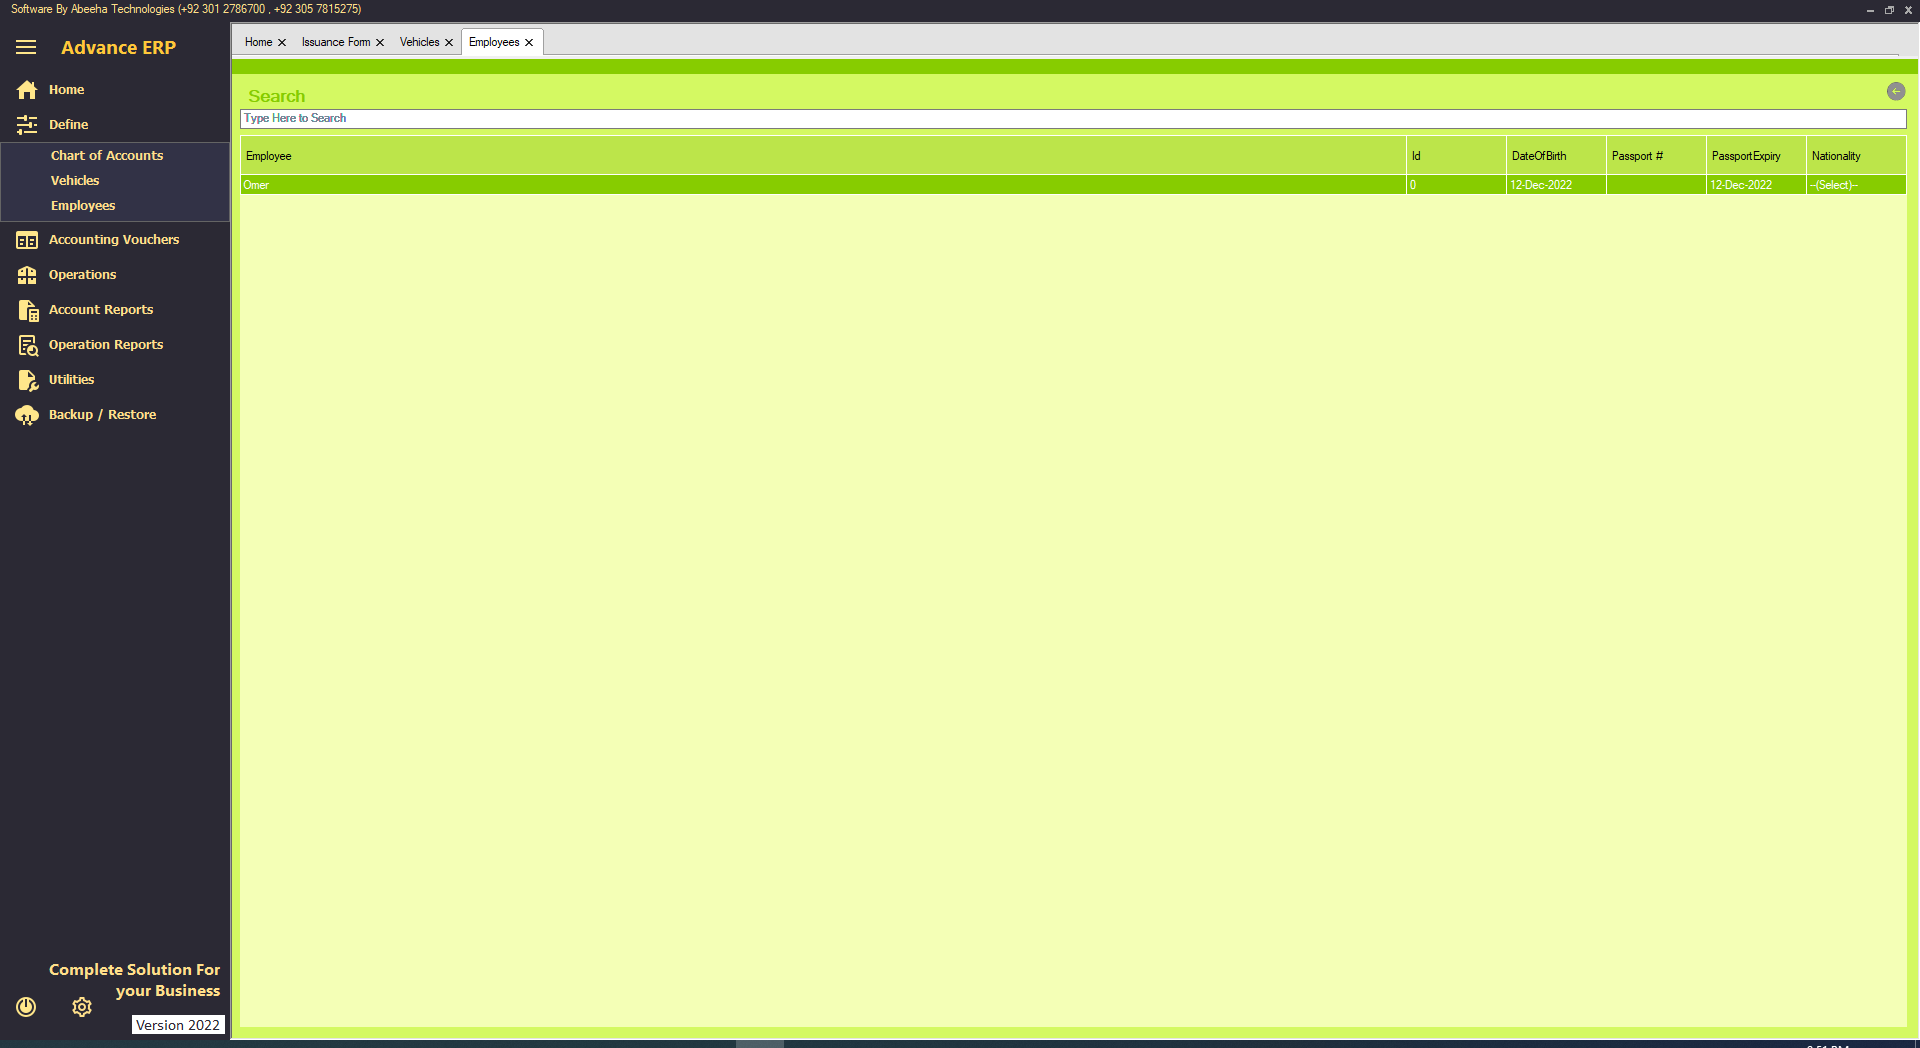 Software By Abeeha Technologies (+92 301 2786700 , +92 305 7815275)
Advance ERP
Home
Define
Chart of Accounts
Vehicles
Employees
Accounting Vouchers
Operations
Account Reports
Operation Reports
Utilities
Backup / Restore
Complete Solution For
your Business
Version 2022
Home Issuance Form Vehicles Employees
Search
Type Here to Search
Employee Id DateOfBirth Passport # PassportExpiry Nationality
Omer 0 12-Dec-2022 12-Dec-2022 --(Select)--